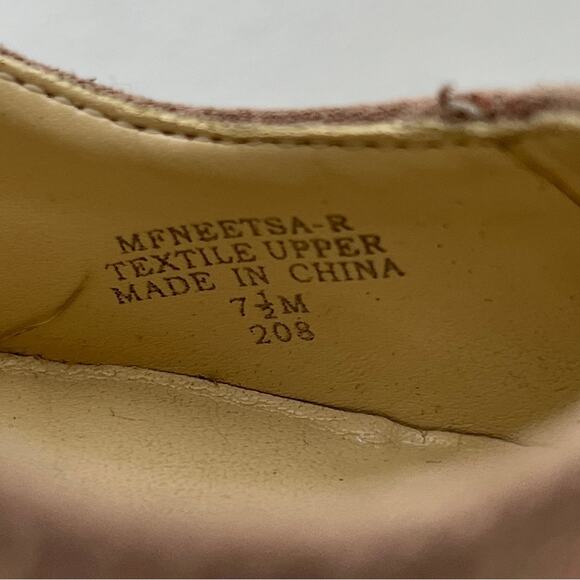 MFNEETSA-R
TEXTILE UPPER
MADE IN CHINA
7½M
208